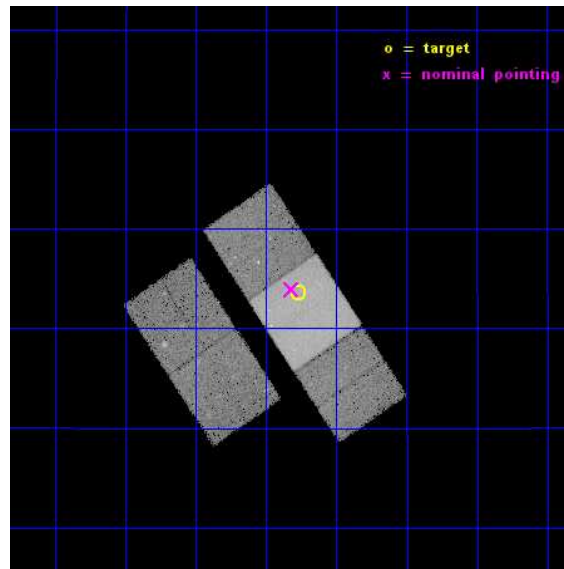 o = target
x = nominal pointing